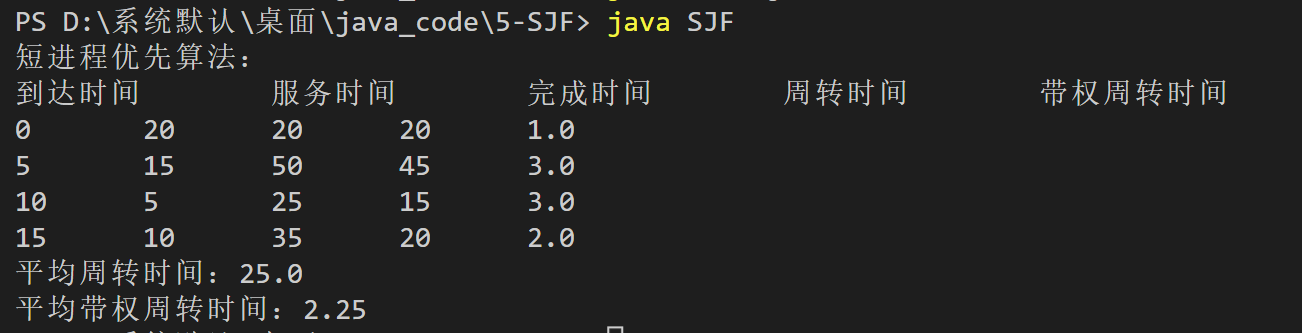 PS D:\系统默认\桌面\java_code\5-SJF> java SJF
短进程优先算法：
到达时间 服务时间 完成时间 周转时间 带权周转时间
0 20 20 20 1.0
5 15 50 45 3.0
10 5 25 15 3.0
15 10 35 20 2.0
平均周转时间：25.0
平均带权周转时间：2.25